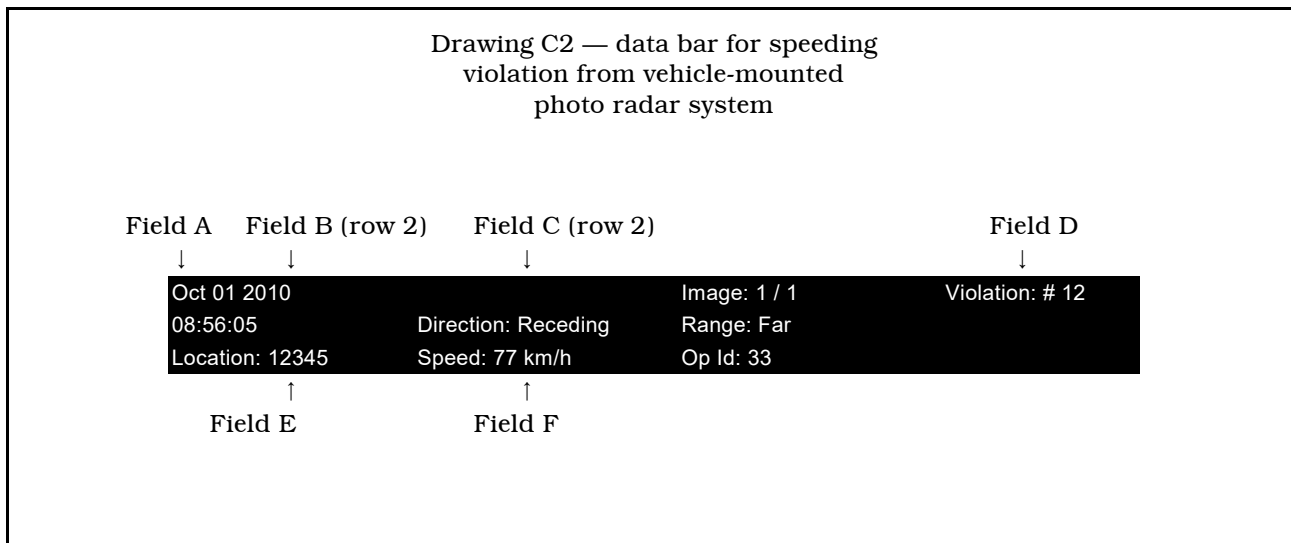 Drawing C2 — data bar for speeding
violation from vehicle-mounted
photo radar system
Field A Field B (row 2) Field C (row 2) Field D
↓ ↓ ↓ ↓
Oct 01 2010 Image: 1 / 1 Violation: # 12
08:56:05 Direction: Receding Range: Far
Location: 12345 Speed: 77 km/h Op Id: 33
↑ ↑
Field E Field F